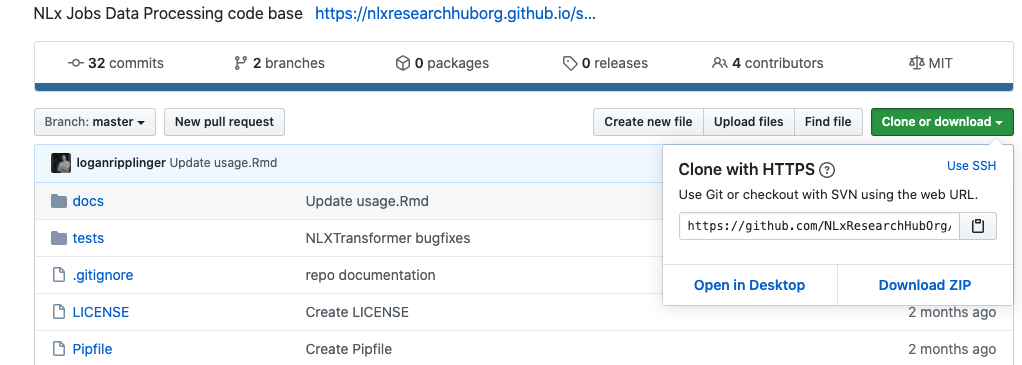 NLx Jobs Data Processing code base https://nlxresearchhuborg.github.io/s...
32 commits 2 branches 0 packages 0 releases 4 contributors MIT
Branch: master New pull request Create new file Upload files Find file Clone or download
loganripplinger Update usage.Rmd
Clone with HTTPS ? Use SSH
Use Git or checkout with SVN using the web URL.
https://github.com/NLxResearchHubOrg/
Open in Desktop Download ZIP
docs Update usage.Rmd
tests NLXTransformer bugfixes
.gitignore repo documentation
LICENSE Create LICENSE 2 months ago
Pipfile Create Pipfile 2 months ago